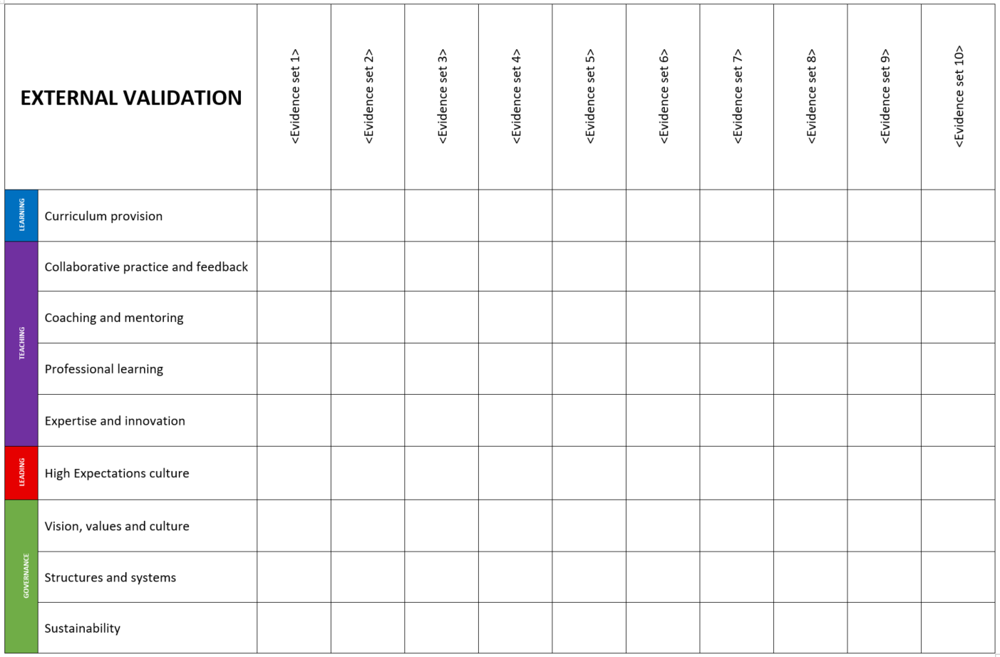 EXTERNAL VALIDATION
<Evidence set 1>
<Evidence set 2>
<Evidence set 3>
<Evidence set 4>
<Evidence set 5>
<Evidence set 6>
<Evidence set 7>
<Evidence set 8>
<Evidence set 9>
<Evidence set 10>
LEARNING
Curriculum provision
TEACHING
Collaborative practice and feedback
Coaching and mentoring
Professional learning
Expertise and innovation
LEADING
High Expectations culture
GOVERNANCE
Vision, values and culture
Structures and systems
Sustainability